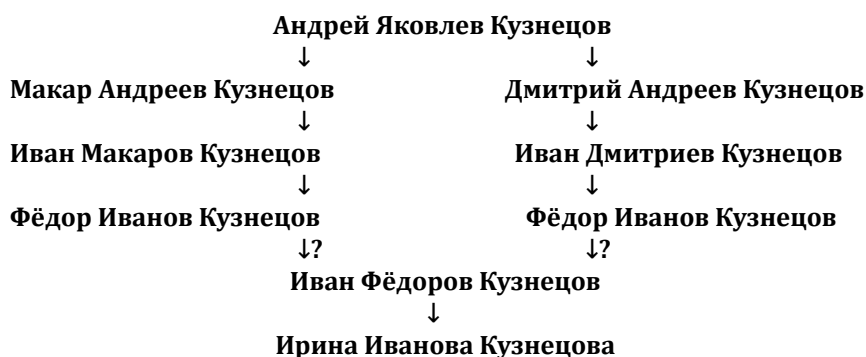 Андрей Яковлев Кузнецов
↓ ↓
Макар Андреев Кузнецов Дмитрий Андреев Кузнецов
↓ ↓
Иван Макаров Кузнецов Иван Дмитриев Кузнецов
↓ ↓
Фёдор Иванов Кузнецов Фёдор Иванов Кузнецов
↓? ↓?
Иван Фёдоров Кузнецов
↓
Ирина Иванова Кузнецова